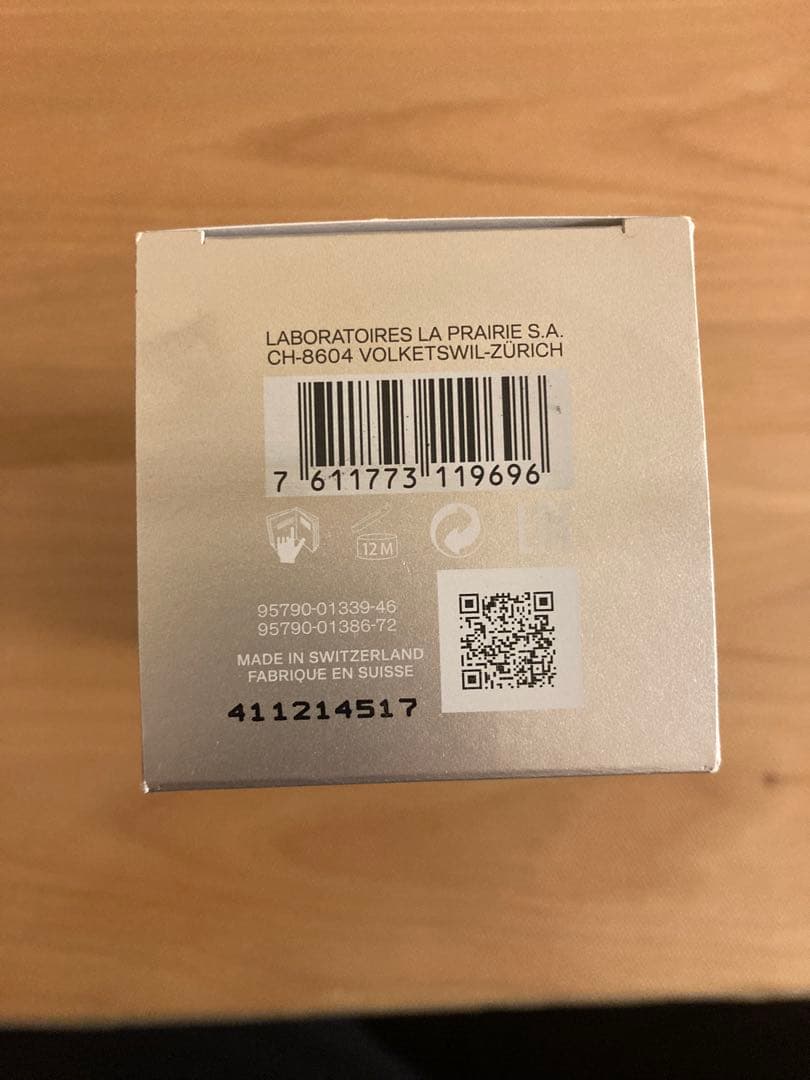 LABORATOIRES LA PRAIRIE S.A.
CH-8604 VOLKETSWIL-ZÜRICH
7 611773 119696
12 M
95790-01339-46
95790-01386-72
MADE IN SWITZERLAND
FABRIQUE EN SUISSE
411214517